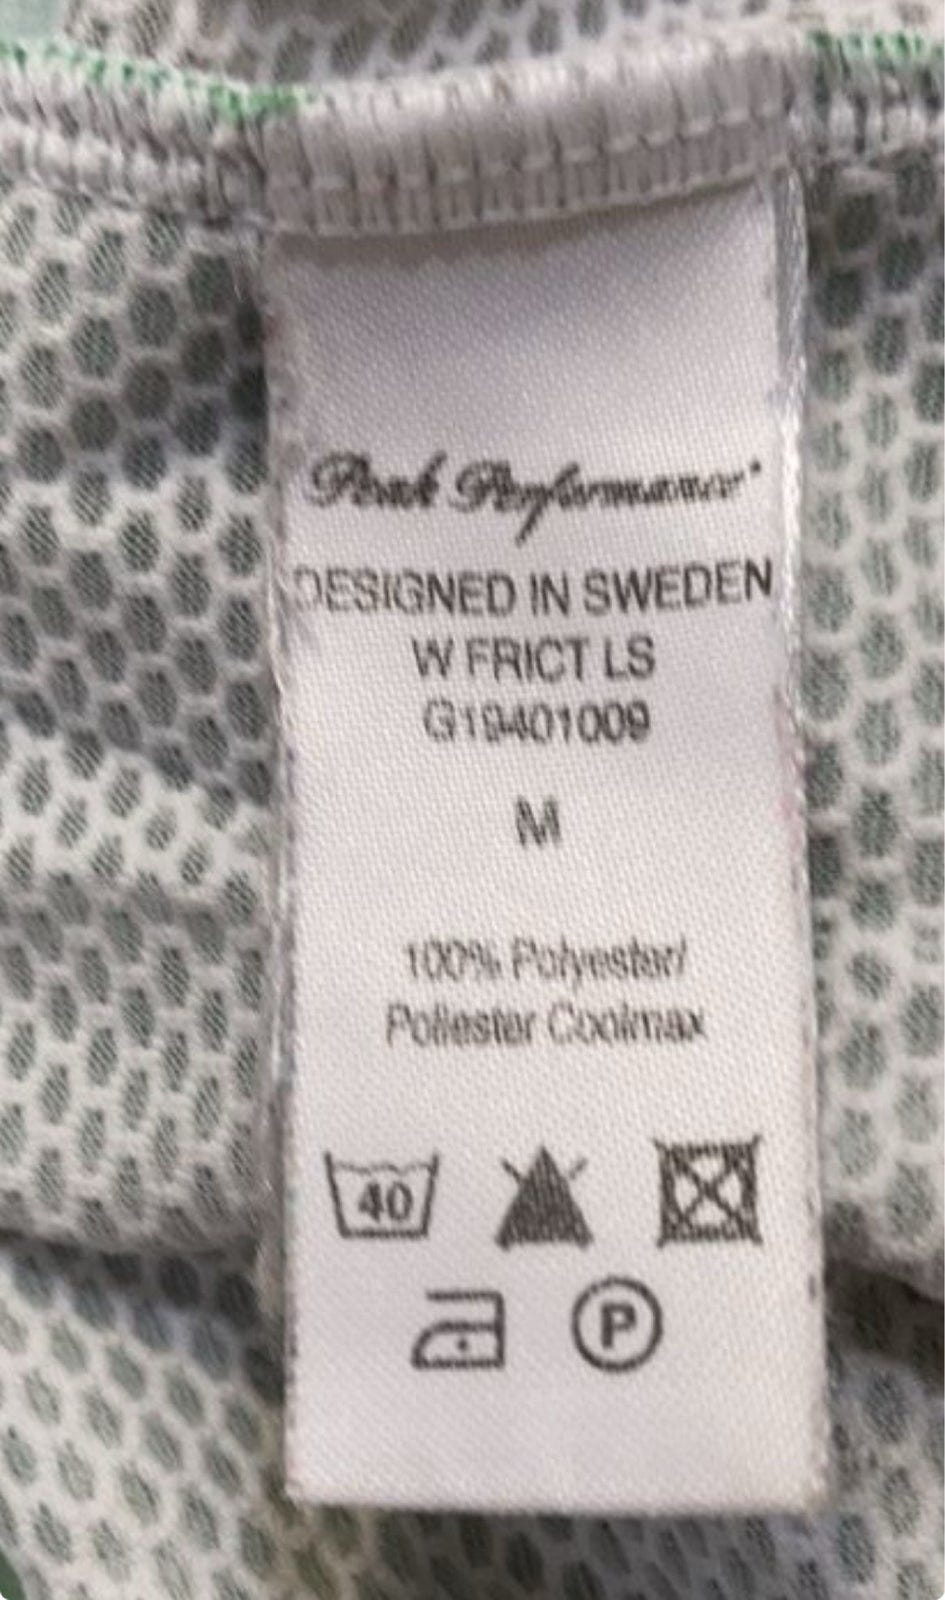 Peak Performance®
DESIGNED IN SWEDEN
W FRICT LS
G19401009
M
100% Polyester/
Poliester Coolmax
40
P